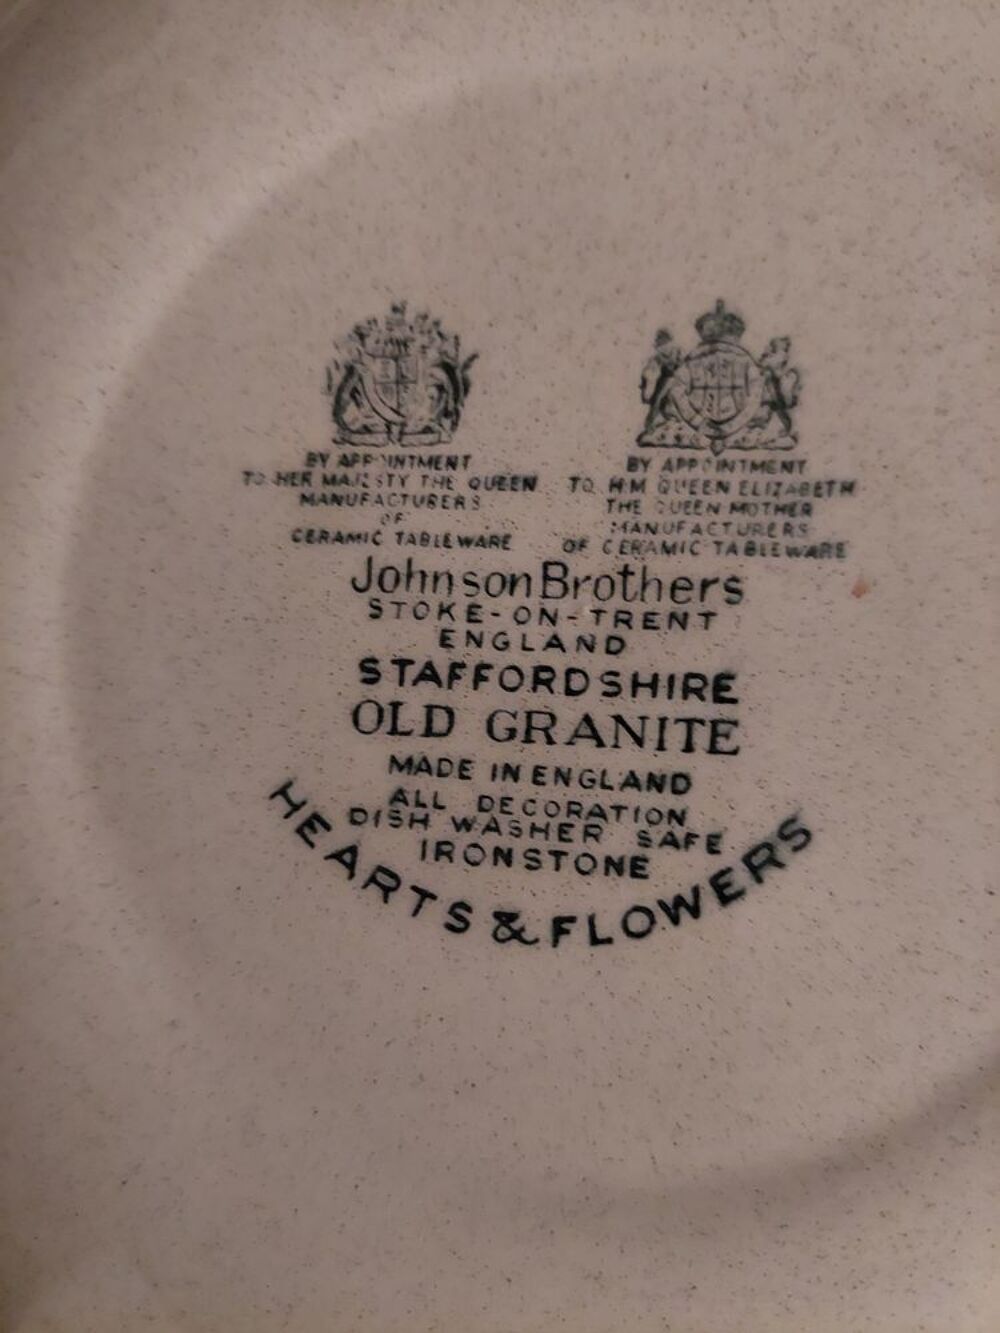 BY APPOINTMENT
TO HER MAJESTY THE QUEEN
MANUFACTURERS
OF
CERAMIC TABLEWARE
BY APPOINTMENT
TO H·M QUEEN ELIZABETH
THE QUEEN MOTHER
MANUFACTURERS
OF CERAMIC TABLEWARE
Johnson Brothers
STOKE-ON-TRENT
ENGLAND
STAFFORDSHIRE
OLD GRANITE
MADE IN ENGLAND
ALL DECORATION
DISH WASHER SAFE
IRONSTONE
HEARTS & FLOWERS